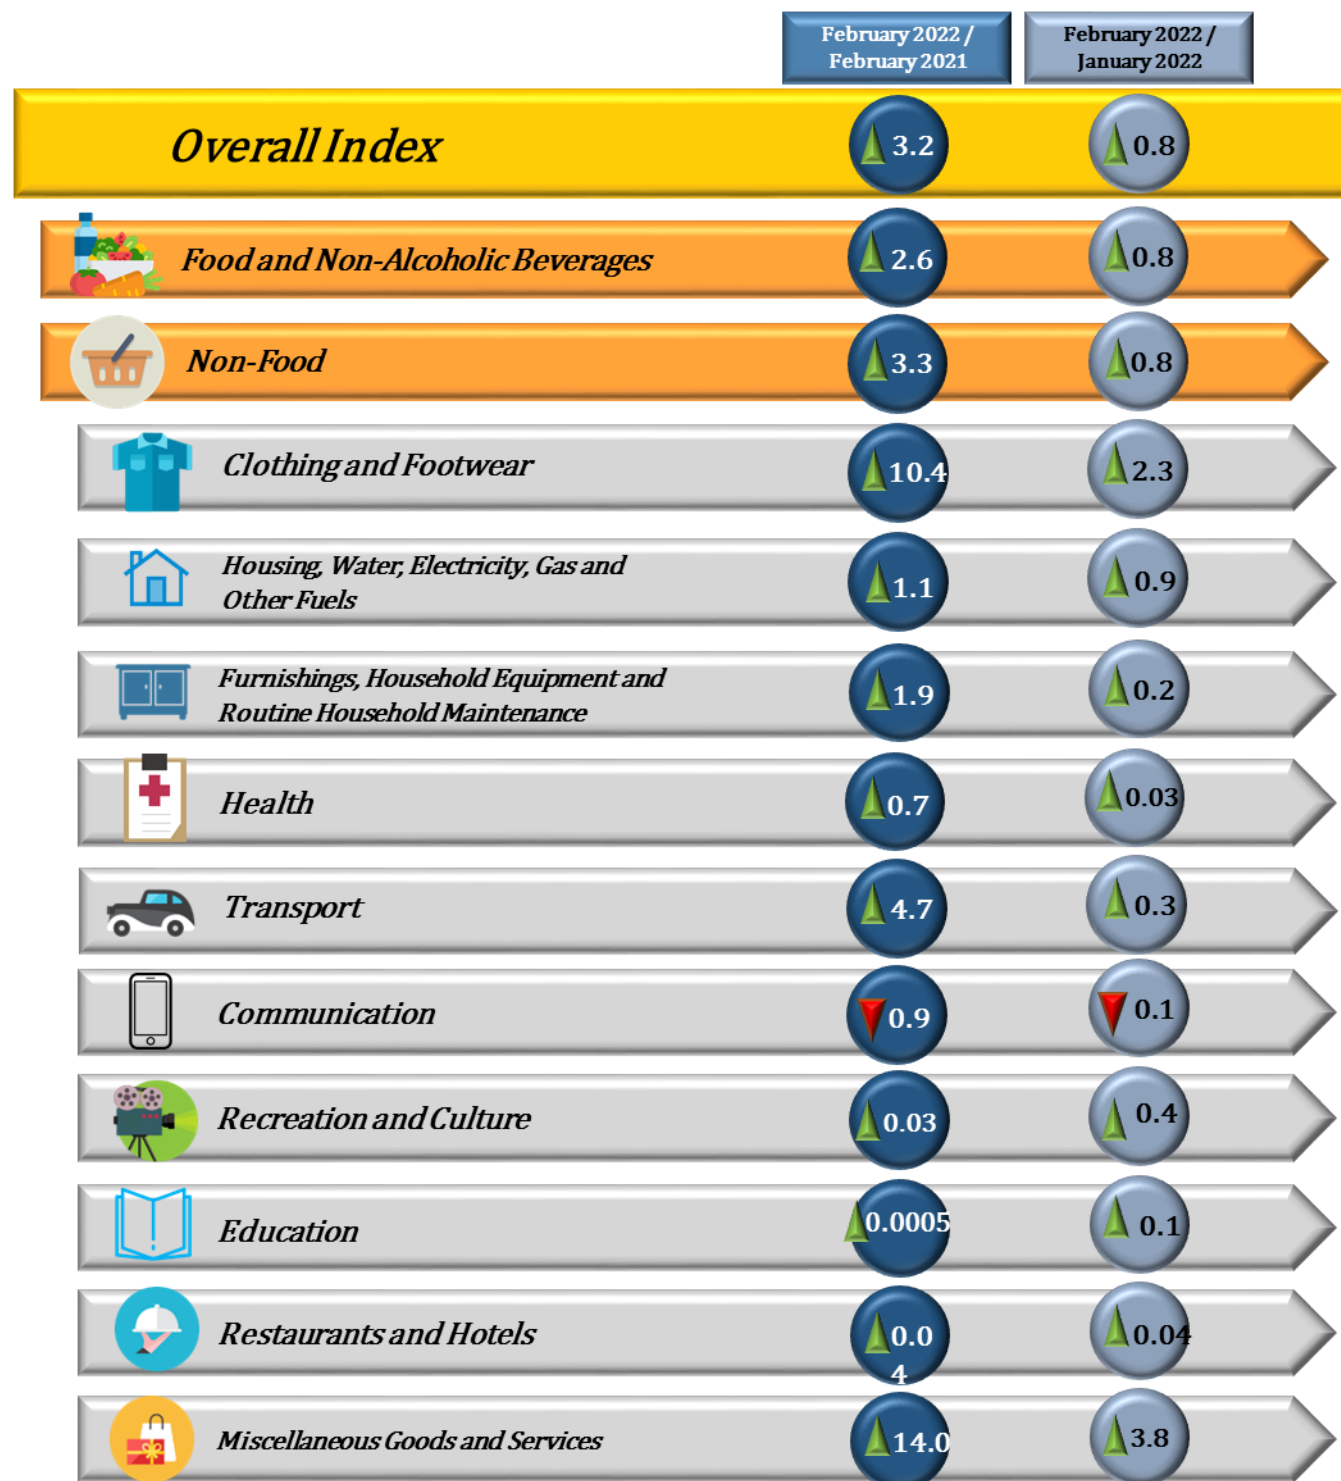 February 2022 /
February 2021
February 2022 /
January 2022
Overall Index
3.2
0.8
Food and Non-Alcoholic Beverages
2.6
0.8
Non-Food
3.3
0.8
Clothing and Footwear
10.4
2.3
Housing, Water, Electricity, Gas and
Other Fuels
1.1
0.9
Furnishings, Household Equipment and
Routine Household Maintenance
1.9
0.2
Health
0.7
0.03
Transport
4.7
0.3
Communication
0.9
0.1
Recreation and Culture
0.03
0.4
Education
0.0005
0.1
Restaurants and Hotels
0.0
4
0.04
Miscellaneous Goods and Services
14.0
3.8